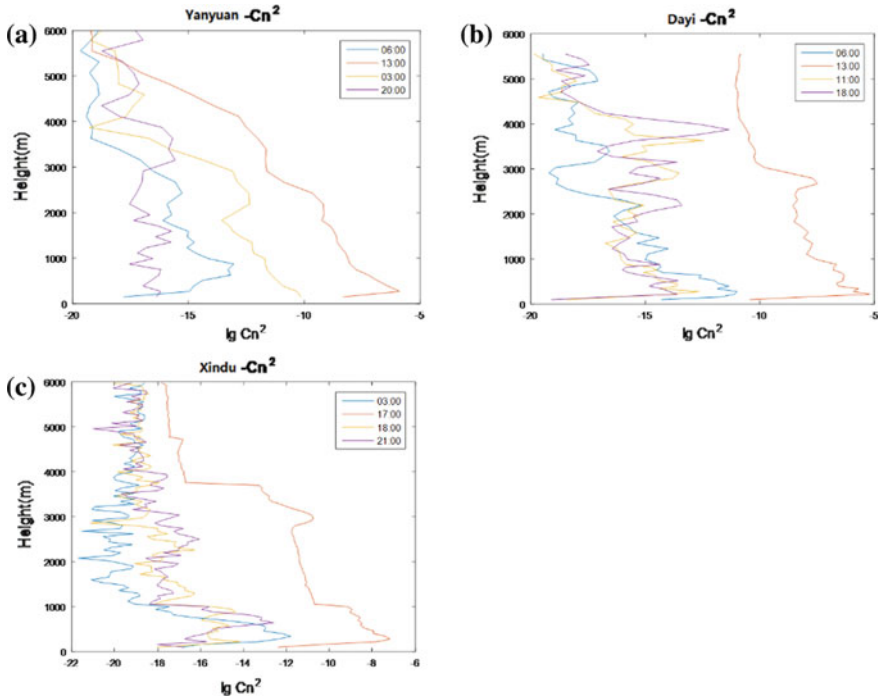 (a)
Yanyuan -Cn²
6000
5000
4000
3000
2000
1000
0
Height(m)
06:00
13:00
03:00
20:00
-20 -15 -10 -5
lg Cn²
(b)
Dayi -Cn²
6000
5000
4000
3000
2000
1000
0
Height(m)
06:00
13:00
11:00
18:00
-20 -15 -10 -5
lg Cn²
(c)
Xindu -Cn²
6000
5000
4000
3000
2000
1000
0
Height(m)
03:00
17:00
18:00
21:00
-22 -20 -18 -16 -14 -12 -10 -8 -6
lg Cn²